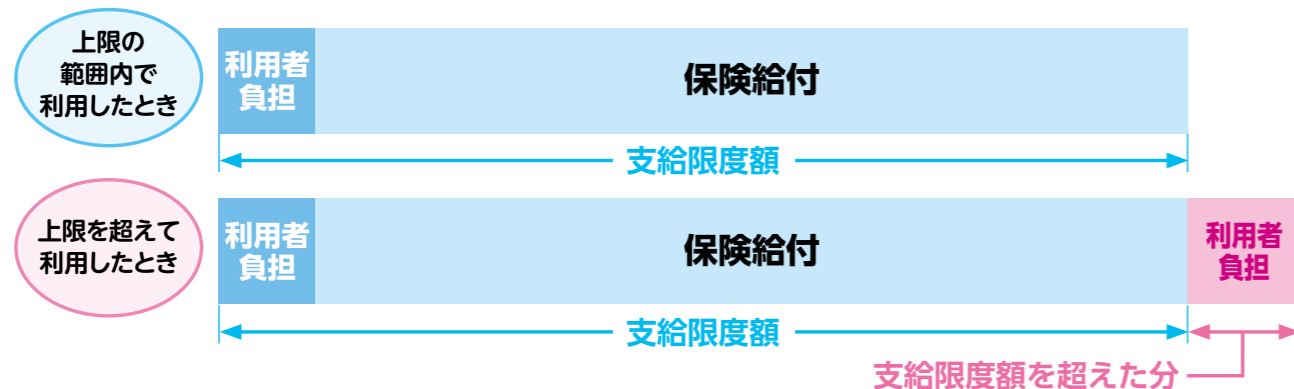 上限の
範囲内で
利用したとき
利用者
負担
保険給付
支給限度額
上限を超えて
利用したとき
利用者
負担
保険給付
利用者
負担
支給限度額
支給限度額を超えた分